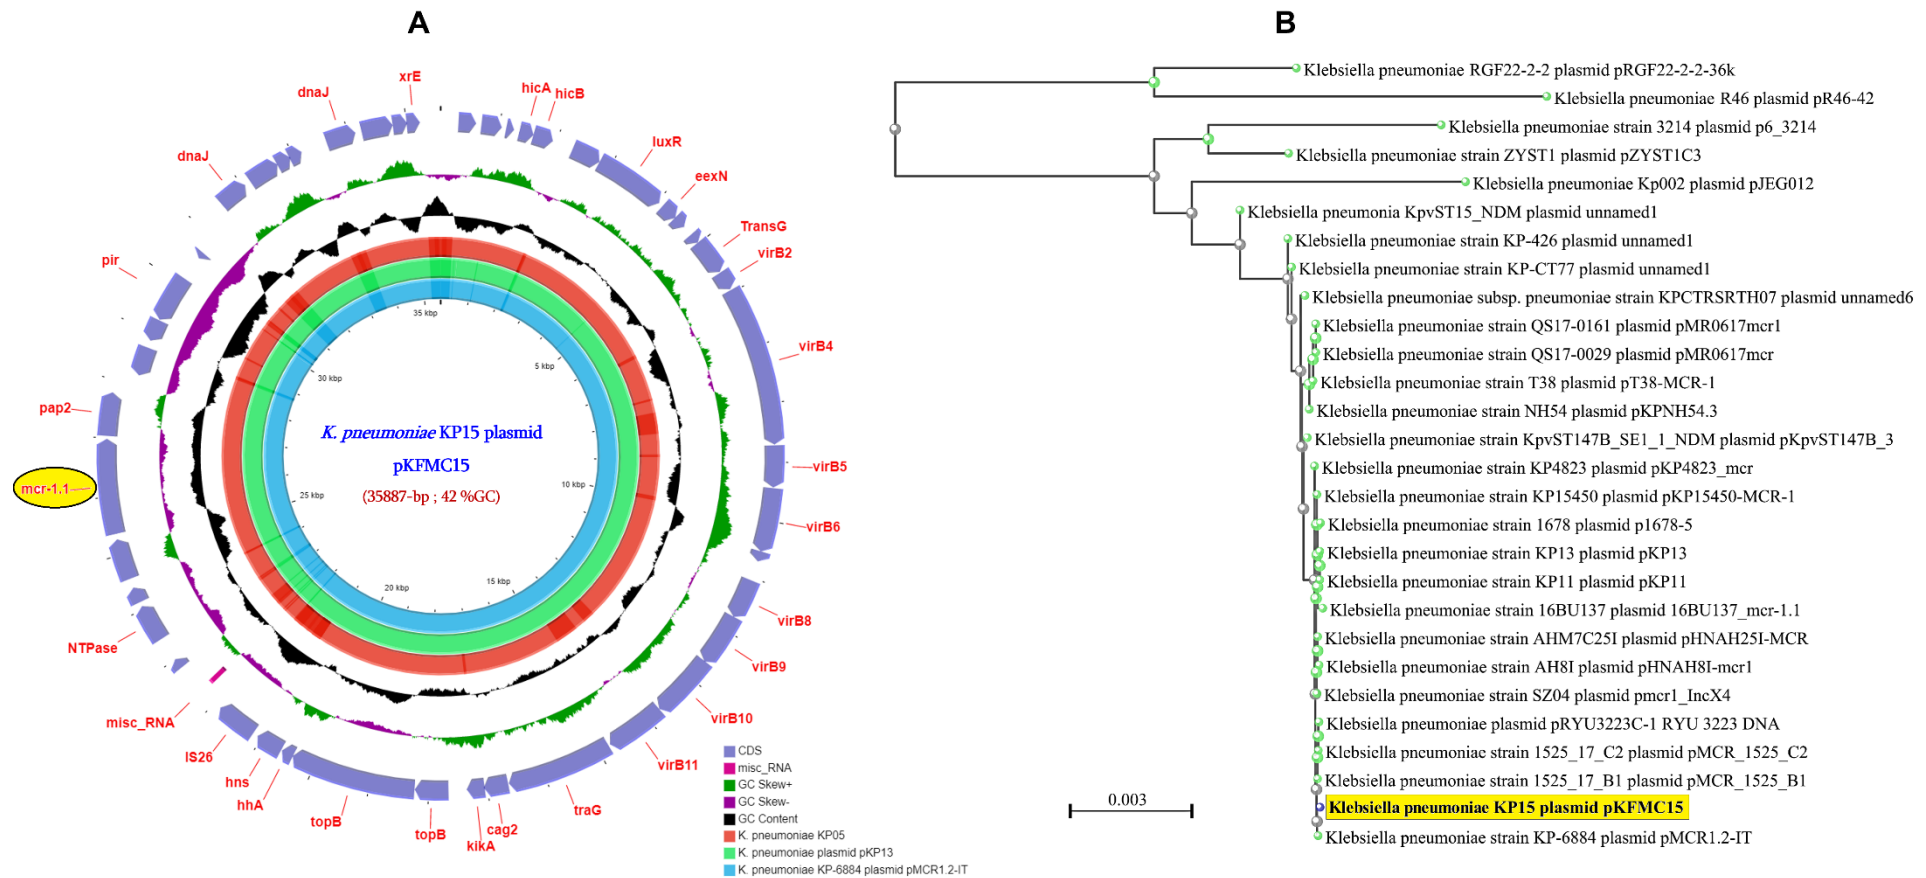 A
B
xrE
dnaJ
hicA
hicB
dnaJ
luxR
eexN
TransG
virB2
pir
virB4
pap2
mcr-1.1
virB5
virB6
NTPase
virB8
virB9
misc_RNA
virB10
IS26
virB11
hns
hhA
topB
topB
kikA
cag2
traG
35 kbp
5 kbp
30 kbp
10 kbp
25 kbp
15 kbp
20 kbp
K. pneumoniae KP15 plasmid
pKFMC15
(35887-bp ; 42 %GC)
CDS
misc_RNA
GC Skew+
GC Skew-
GC Content
K. pneumoniae KP05
K. pneumoniae plasmid pKP13
K. pneumoniae KP-6884 plasmid pMCR1.2-IT
Klebsiella pneumoniae RGF22-2-2 plasmid pRGF22-2-2-36k
Klebsiella pneumoniae R46 plasmid pR46-42
Klebsiella pneumoniae strain 3214 plasmid p6_3214
Klebsiella pneumoniae strain ZYST1 plasmid pZYST1C3
Klebsiella pneumoniae Kp002 plasmid pJEG012
Klebsiella pneumonia KpvST15_NDM plasmid unnamed1
Klebsiella pneumoniae strain KP-426 plasmid unnamed1
Klebsiella pneumoniae strain KP-CT77 plasmid unnamed1
Klebsiella pneumoniae subsp. pneumoniae strain KPCTRSRTH07 plasmid unnamed6
Klebsiella pneumoniae strain QS17-0161 plasmid pMR0617mcr1
Klebsiella pneumoniae strain QS17-0029 plasmid pMR0617mcr
Klebsiella pneumoniae strain T38 plasmid pT38-MCR-1
Klebsiella pneumoniae strain NH54 plasmid pKPNH54.3
Klebsiella pneumoniae strain KpvST147B_SE1_1_NDM plasmid pKpvST147B_3
Klebsiella pneumoniae strain KP4823 plasmid pKP4823_mcr
Klebsiella pneumoniae strain KP15450 plasmid pKP15450-MCR-1
Klebsiella pneumoniae strain 1678 plasmid p1678-5
Klebsiella pneumoniae strain KP13 plasmid pKP13
Klebsiella pneumoniae strain KP11 plasmid pKP11
Klebsiella pneumoniae strain 16BU137 plasmid 16BU137_mcr-1.1
Klebsiella pneumoniae strain AHM7C25I plasmid pHNAH25I-MCR
Klebsiella pneumoniae strain AH8I plasmid pHNAH8I-mcr1
Klebsiella pneumoniae strain SZ04 plasmid pmcr1_IncX4
Klebsiella pneumoniae plasmid pRYU3223C-1 RYU 3223 DNA
Klebsiella pneumoniae strain 1525_17_C2 plasmid pMCR_1525_C2
Klebsiella pneumoniae strain 1525_17_B1 plasmid pMCR_1525_B1
Klebsiella pneumoniae KP15 plasmid pKFMC15
Klebsiella pneumoniae strain KP-6884 plasmid pMCR1.2-IT
0.003